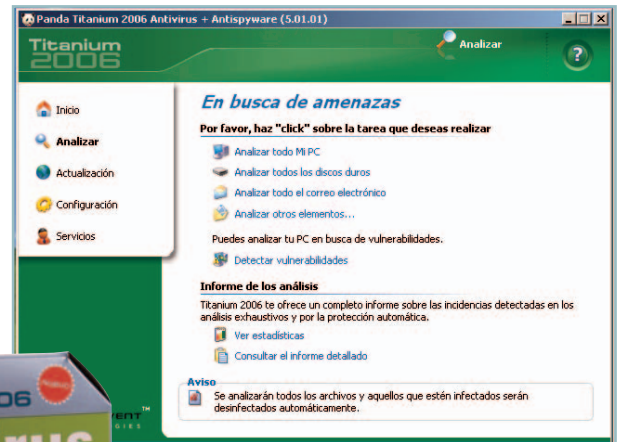 Panda Titanium 2006 Antivirus + Antispyware (5.01.01)
Titanium
2006
Analizar
?
Inicio
Analizar
Actualización
Configuración
Servicios
En busca de amenazas
Por favor, haz "click" sobre la tarea que deseas realizar
Analizar todo Mi PC
Analizar todos los discos duros
Analizar todo el correo electrónico
Analizar otros elementos...
Puedes analizar tu PC en busca de vulnerabilidades.
Detectar vulnerabilidades
Informe de los análisis
Titanium 2006 te ofrece un completo informe sobre las incidencias detectadas en los
análisis exhaustivos y por la protección automática.
Ver estadísticas
Consultar el informe detallado
Aviso
Se analizarán todos los archivos y aquellos que estén infectados serán
desinfectados automáticamente.